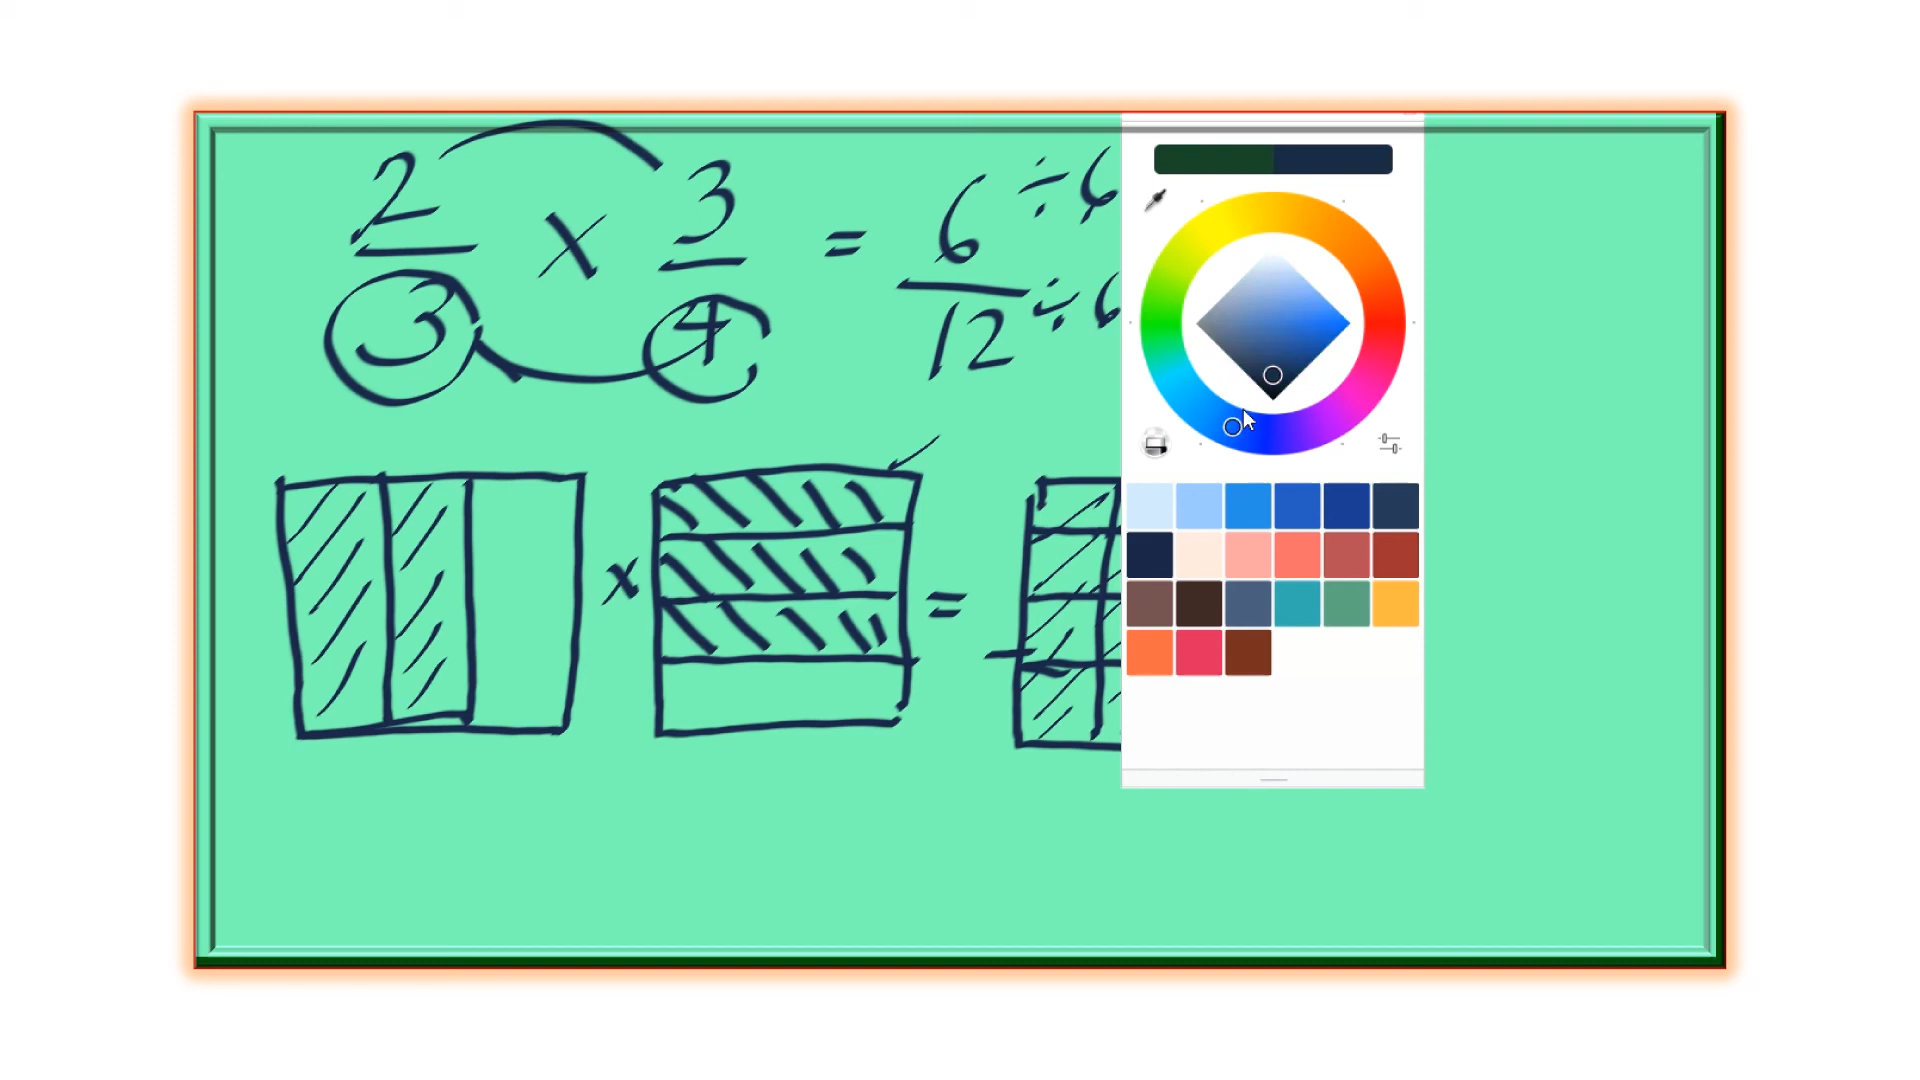 2/3 × 3/4 = 6/12 ÷6/÷6
× =